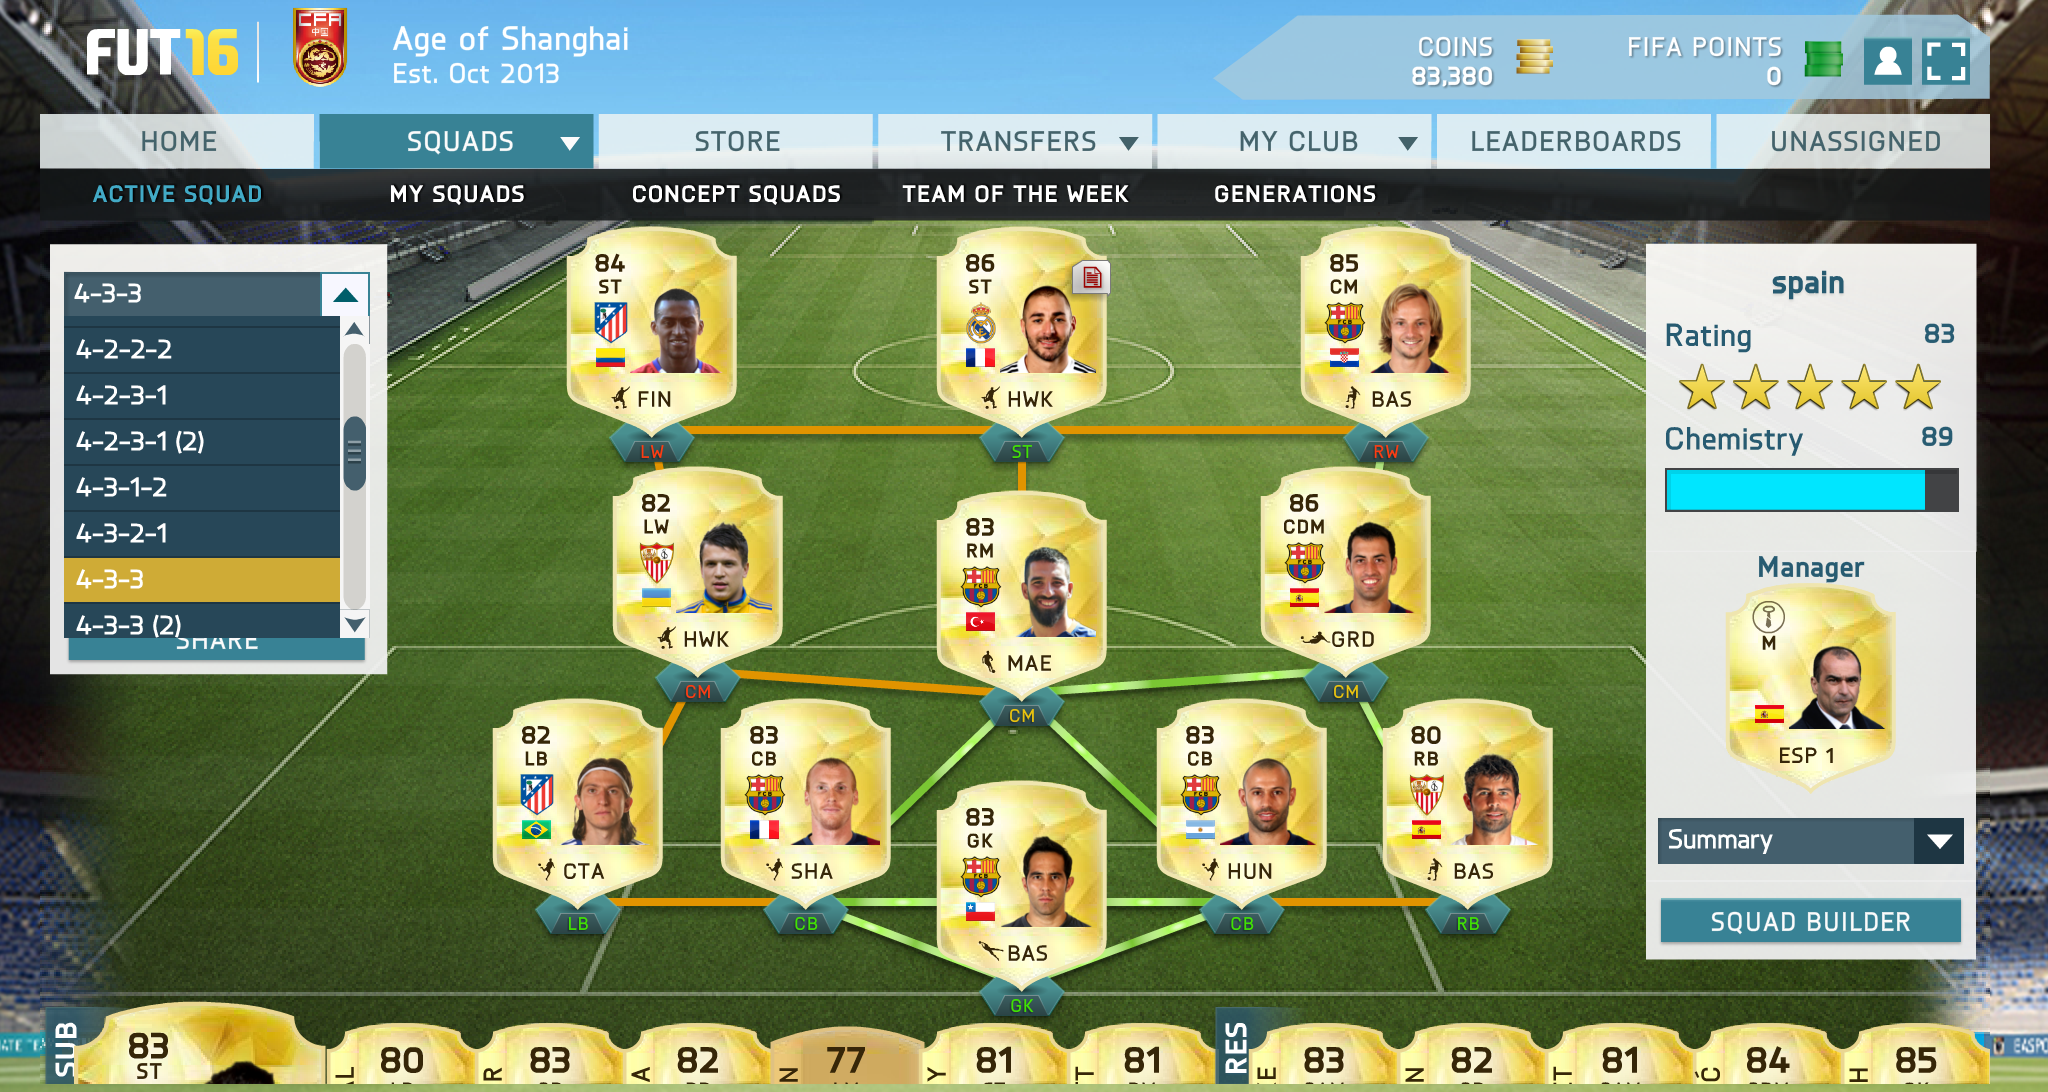 FUT16
CFA
中国
Age of Shanghai
Est. Oct 2013
COINS
83,380
FIFA POINTS
0
HOME
SQUADS
STORE
TRANSFERS
MY CLUB
LEADERBOARDS
UNASSIGNED
ACTIVE SQUAD
MY SQUADS
CONCEPT SQUADS
TEAM OF THE WEEK
GENERATIONS
4-3-3
4-2-2-2
4-2-3-1
4-2-3-1 (2)
4-3-1-2
4-3-2-1
4-3-3
4-3-3 (2)
SHARE
84
ST
FIN
LW
86
ST
HWK
ST
85
CM
BAS
RW
82
LW
HWK
CM
83
RM
MAE
CM
86
CDM
GRD
CM
82
LB
CTA
LB
83
CB
SHA
CB
83
GK
BAS
GK
83
CB
HUN
CB
80
RB
BAS
RB
spain
Rating 83
Chemistry 89
Manager
M
ESP 1
Summary
SQUAD BUILDER
SUB
83
ST
80
83
82
77
81
81
RES
83
82
81
84
85